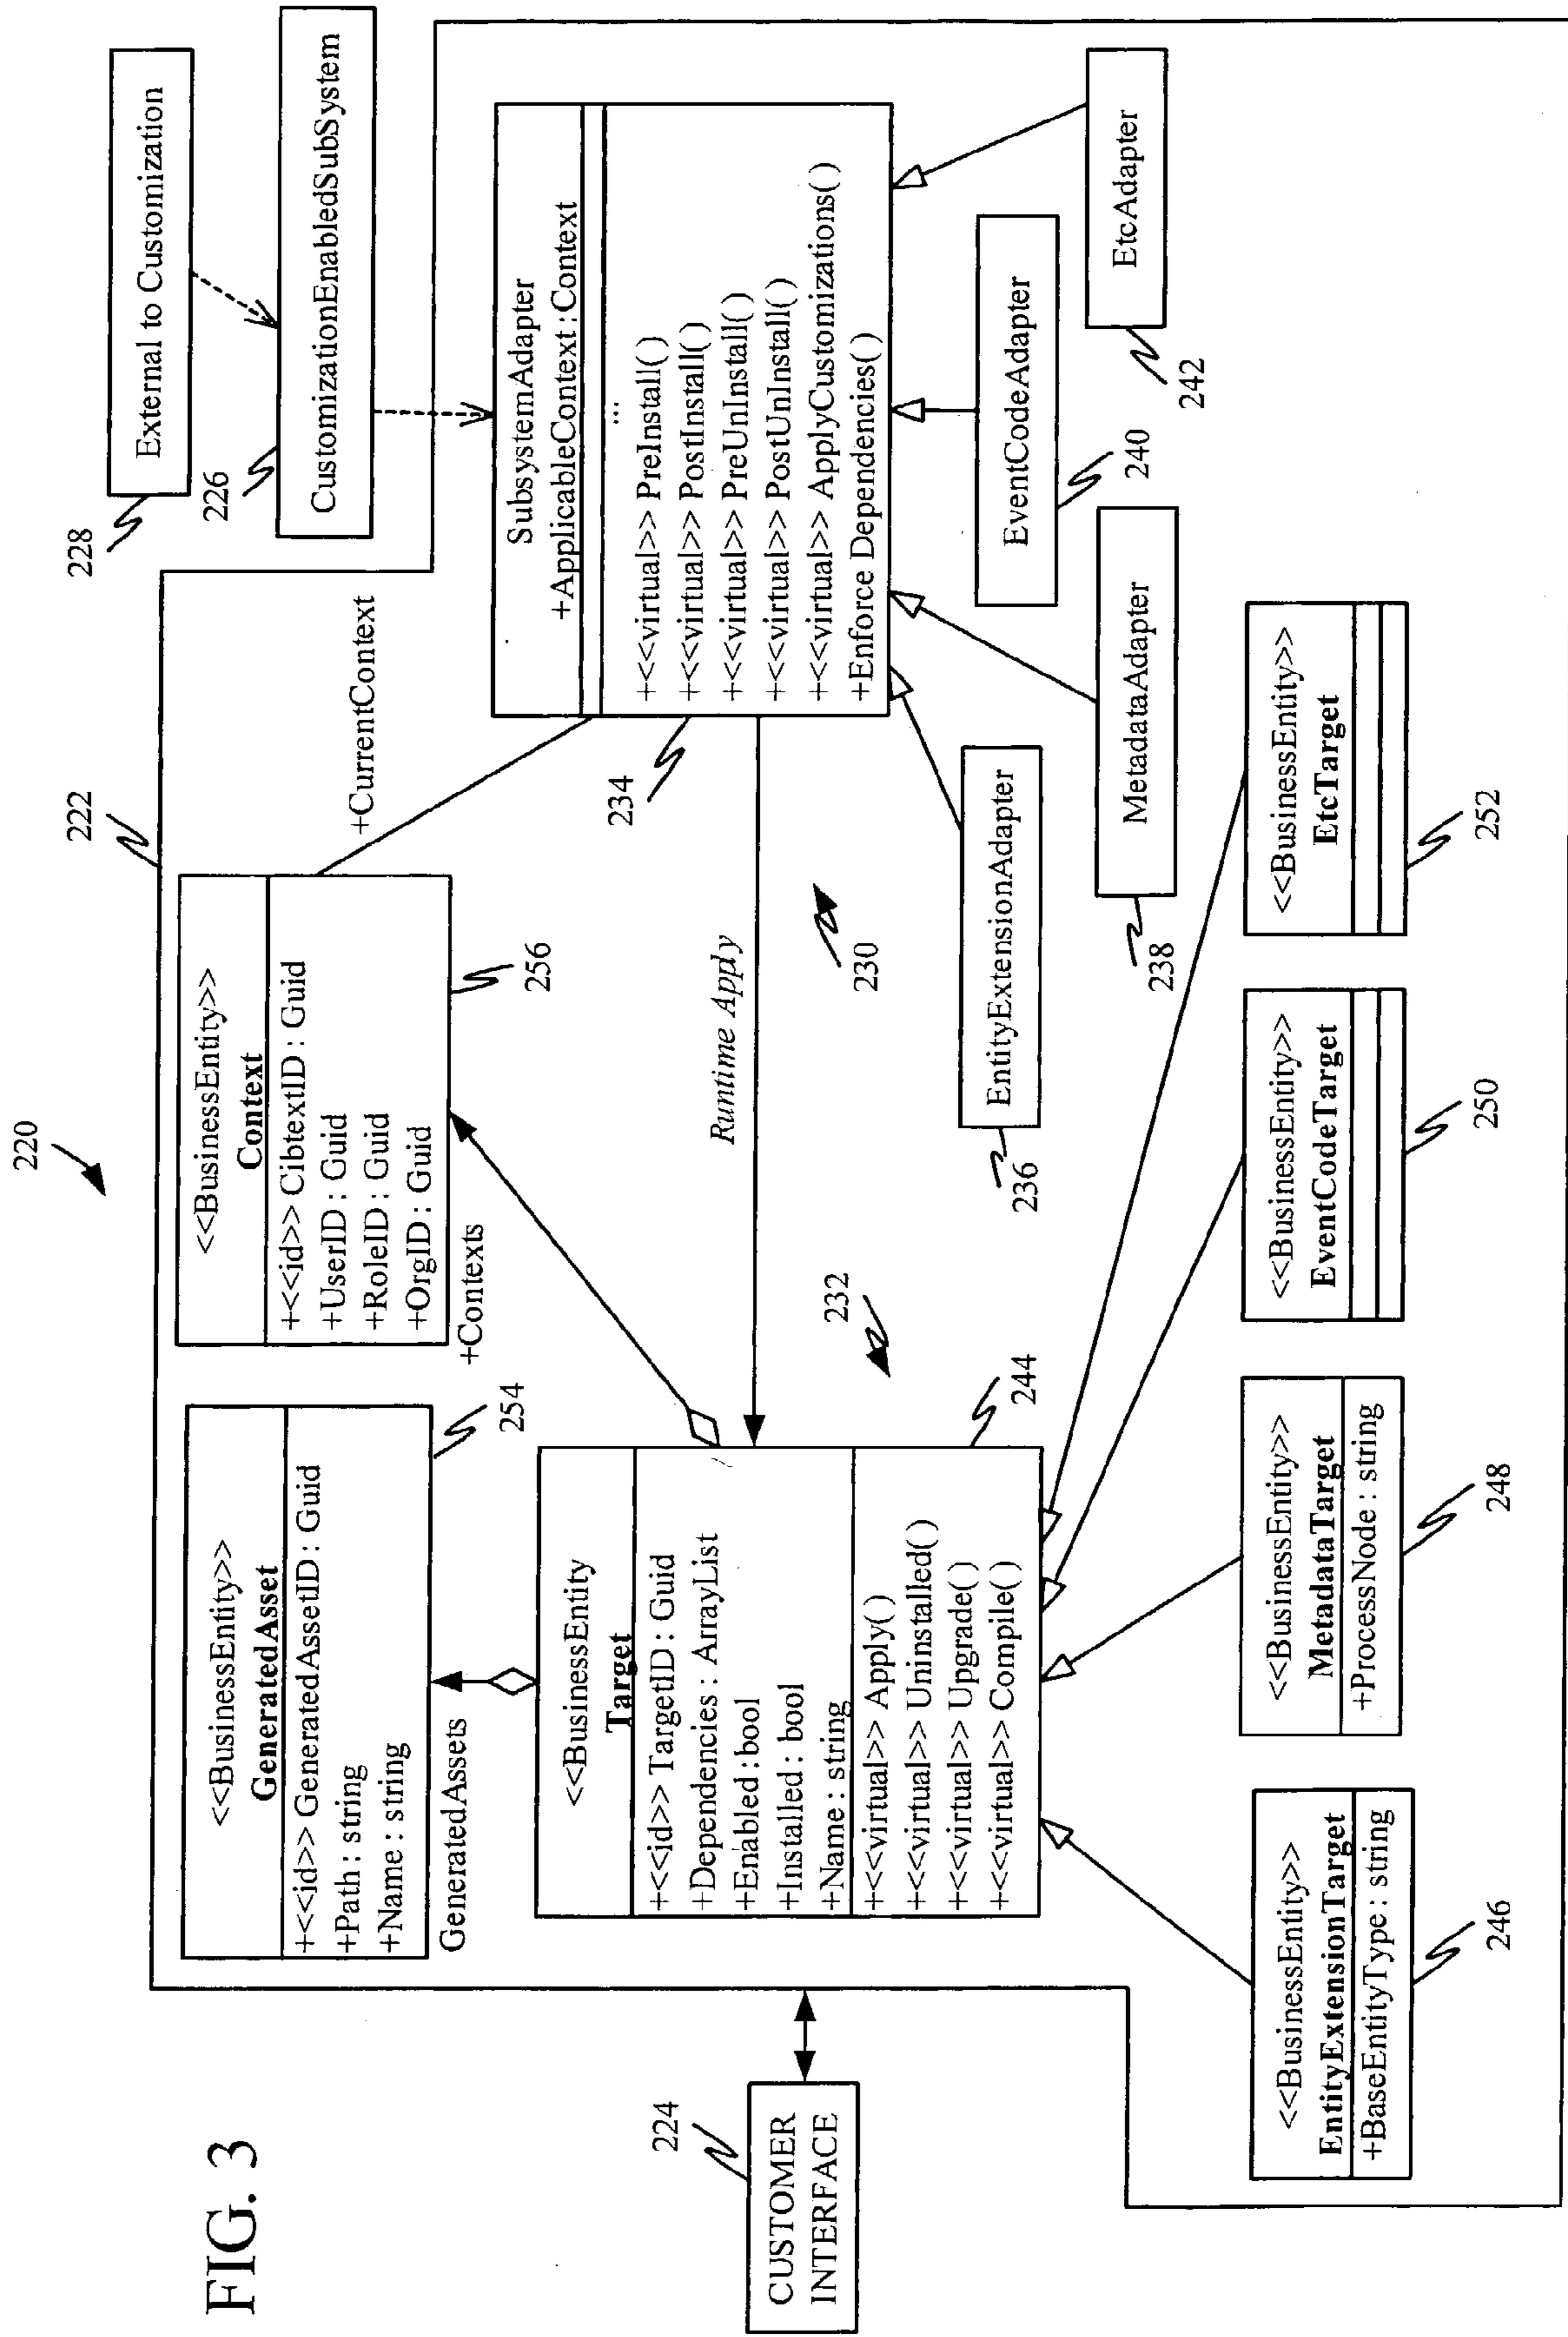 FIG. 3
220
222
CUSTOMER
INTERFACE
224
<<BusinessEntity>>
GeneratedAsset
+<<id>> GeneratedAssetID : Guid
+Path : string
+Name : string
254
GeneratedAssets
<<BusinessEntity>>
Context
+<<id>> CibtextID : Guid
+UserID : Guid
+RoleID : Guid
+OrgID : Guid
256
+Contexts
+CurrentContext
External to Customization
228
CustomizationEnabledSubSystem
226
<<BusinessEntity
Target
+<<id>> TargetID : Guid
+Dependencies : ArrayList
+Enabled : bool
+Installed : bool
+Name : string
+<<virtual>> Apply()
+<<virtual>> Uninstalled()
+<<virtual>> Upgrade()
+<<virtual>> Compile()
244
232
Runtime Apply
230
SubsystemAdapter
+ApplicableContext : Context
...
+<<virtual>> PreInstall()
+<<virtual>> PostInstall()
+<<virtual>> PreUnInstall()
+<<virtual>> PostUnInstall()
+<<virtual>> ApplyCustomizations()
+Enforce Dependencies()
234
EntityExtensionAdapter
236
MetadataAdapter
238
EventCodeAdapter
240
EtcAdapter
242
<<BusinessEntity>>
EntityExtensionTarget
+BaseEntityType : string
246
<<BusinessEntity>>
MetadataTarget
+ProcessNode : string
248
<<BusinessEntity>>
EventCodeTarget
250
<<BusinessEntity>>
EtcTarget
252